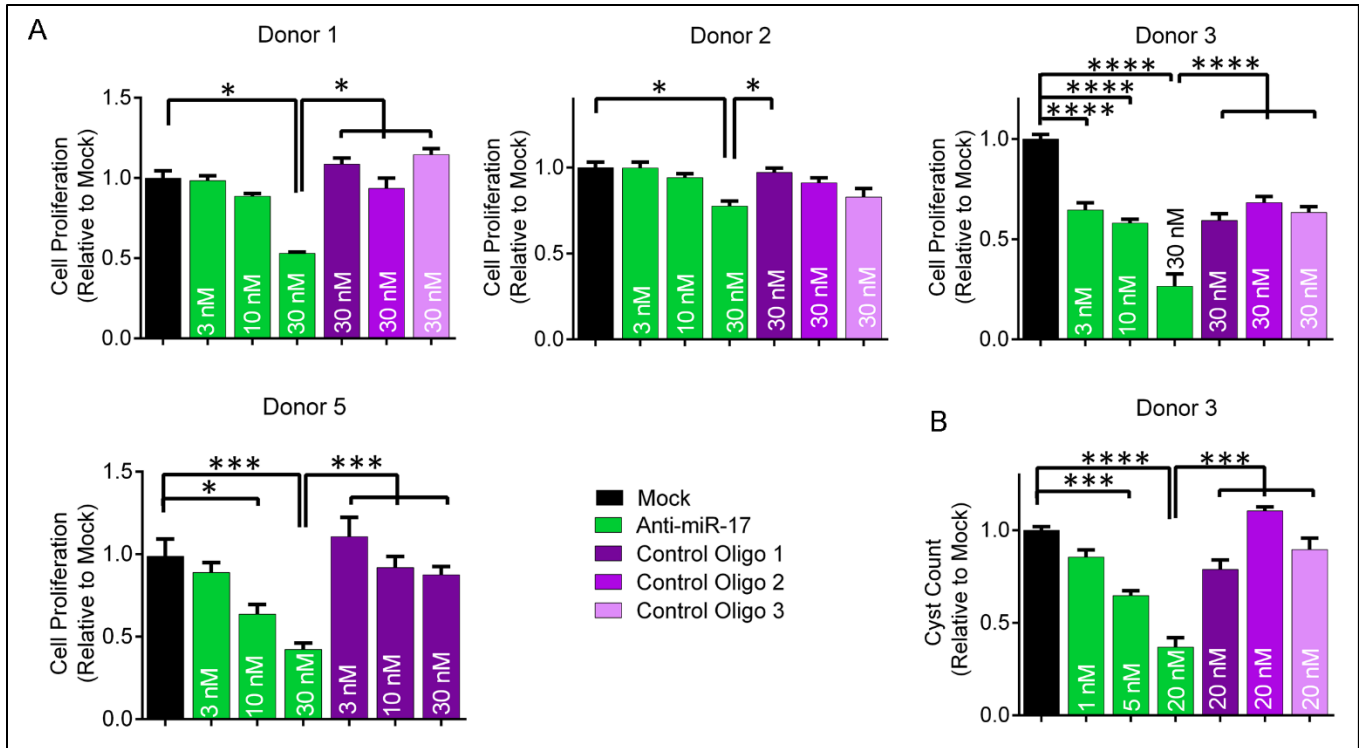 A
Donor 1
Donor 2
Donor 3
*
*
Cell Proliferation
(Relative to Mock)
1.5
1.0
0.5
0.0
3 nM
10 nM
30 nM
30 nM
30 nM
30 nM
*
*
Cell Proliferation
(Relative to Mock)
1.5
1.0
0.5
0.0
3 nM
10 nM
30 nM
30 nM
30 nM
30 nM
****
****
****
****
Cell Proliferation
(Relative to Mock)
1.0
0.5
0.0
3 nM
10 nM
30 nM
30 nM
30 nM
30 nM
Donor 5
***
***
*
Cell Proliferation
(Relative to Mock)
1.5
1.0
0.5
0.0
3 nM
10 nM
30 nM
3 nM
10 nM
30 nM
Mock
Anti-miR-17
Control Oligo 1
Control Oligo 2
Control Oligo 3
B
Donor 3
****
***
***
Cyst Count
(Relative to Mock)
1.0
0.5
0.0
1 nM
5 nM
20 nM
20 nM
20 nM
20 nM